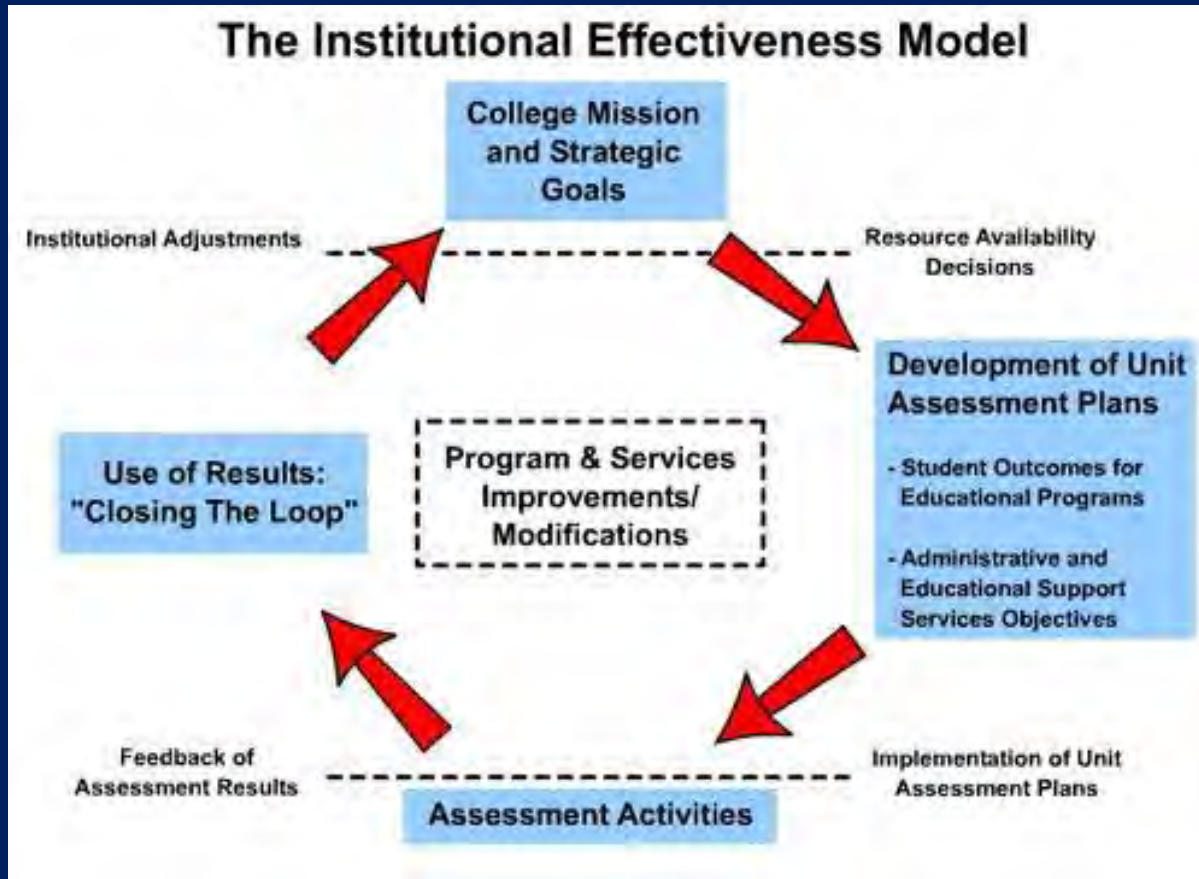 The Institutional Effectiveness Model
College Mission
and Strategic
Goals
Institutional Adjustments
Resource Availability
Decisions
Development of Unit
Assessment Plans
- Student Outcomes for
Educational Programs
- Administrative and
Educational Support
Services Objectives
Use of Results:
"Closing The Loop"
Program & Services
Improvements/
Modifications
Feedback of
Assessment Results
Implementation of Unit
Assessment Plans
Assessment Activities